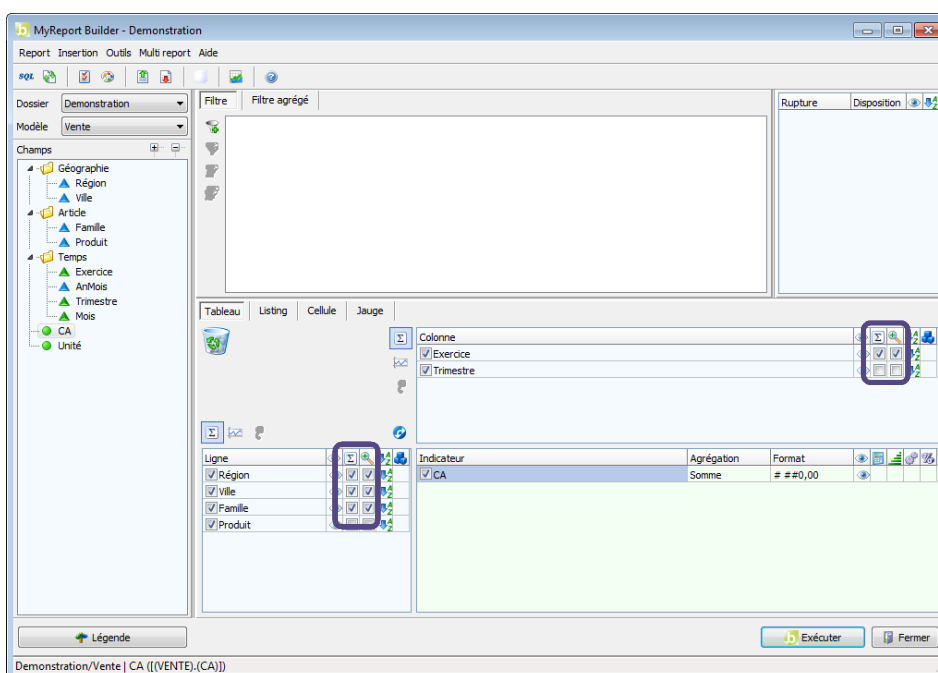 MyReport Builder - Demonstration
Report Insertion Outils Multi report Aide
SQL
Dossier Demonstration
Modèle Vente
Champs
Géographie
Région
Ville
Article
Famille
Produit
Temps
Exercice
AnMois
Trimestre
Mois
CA
Unité
Filtre Filtre agrégé
Rupture Disposition
Tableau Listing Cellule Jauge
Colonne
Exercice
Trimestre
Ligne
Région
Ville
Famille
Produit
Indicateur Agrégation Format
CA Somme # ##0,00
Légende
Exécuter Fermer
Demonstration/Vente | CA ([(VENTE).(CA)])